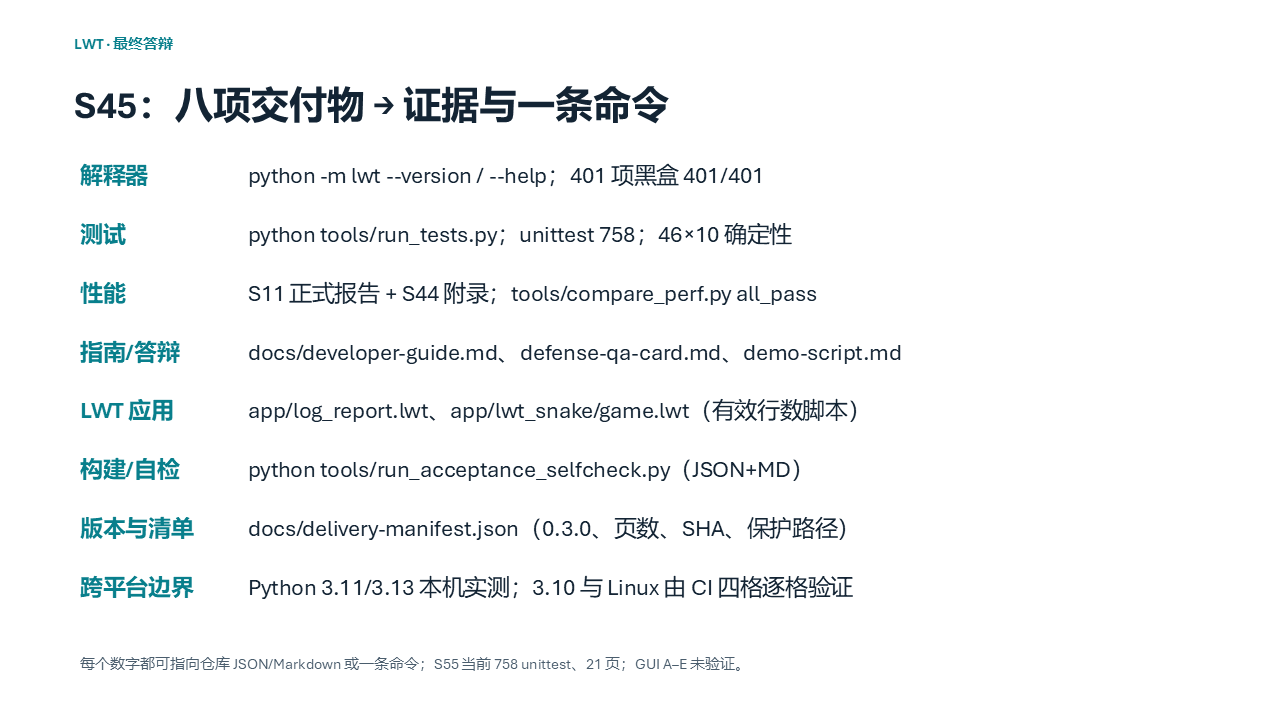 LWT · 最终答辩
S45：八项交付物 → 证据与一条命令
解释器 python -m lwt --version / --help；401 项黑盒 401/401
测试 python tools/run_tests.py；unittest 758；46×10 确定性
性能 S11 正式报告 + S44 附录；tools/compare_perf.py all_pass
指南/答辩 docs/developer-guide.md、defense-qa-card.md、demo-script.md
LWT 应用 app/log_report.lwt、app/lwt_snake/game.lwt（有效行数脚本）
构建/自检 python tools/run_acceptance_selfcheck.py（JSON+MD）
版本与清单 docs/delivery-manifest.json（0.3.0、页数、SHA、保护路径）
跨平台边界 Python 3.11/3.13 本机实测；3.10 与 Linux 由 CI 四格逐格验证
每个数字都可指向仓库 JSON/Markdown 或一条命令；S55 当前 758 unittest、21 页；GUI A–E 未验证。